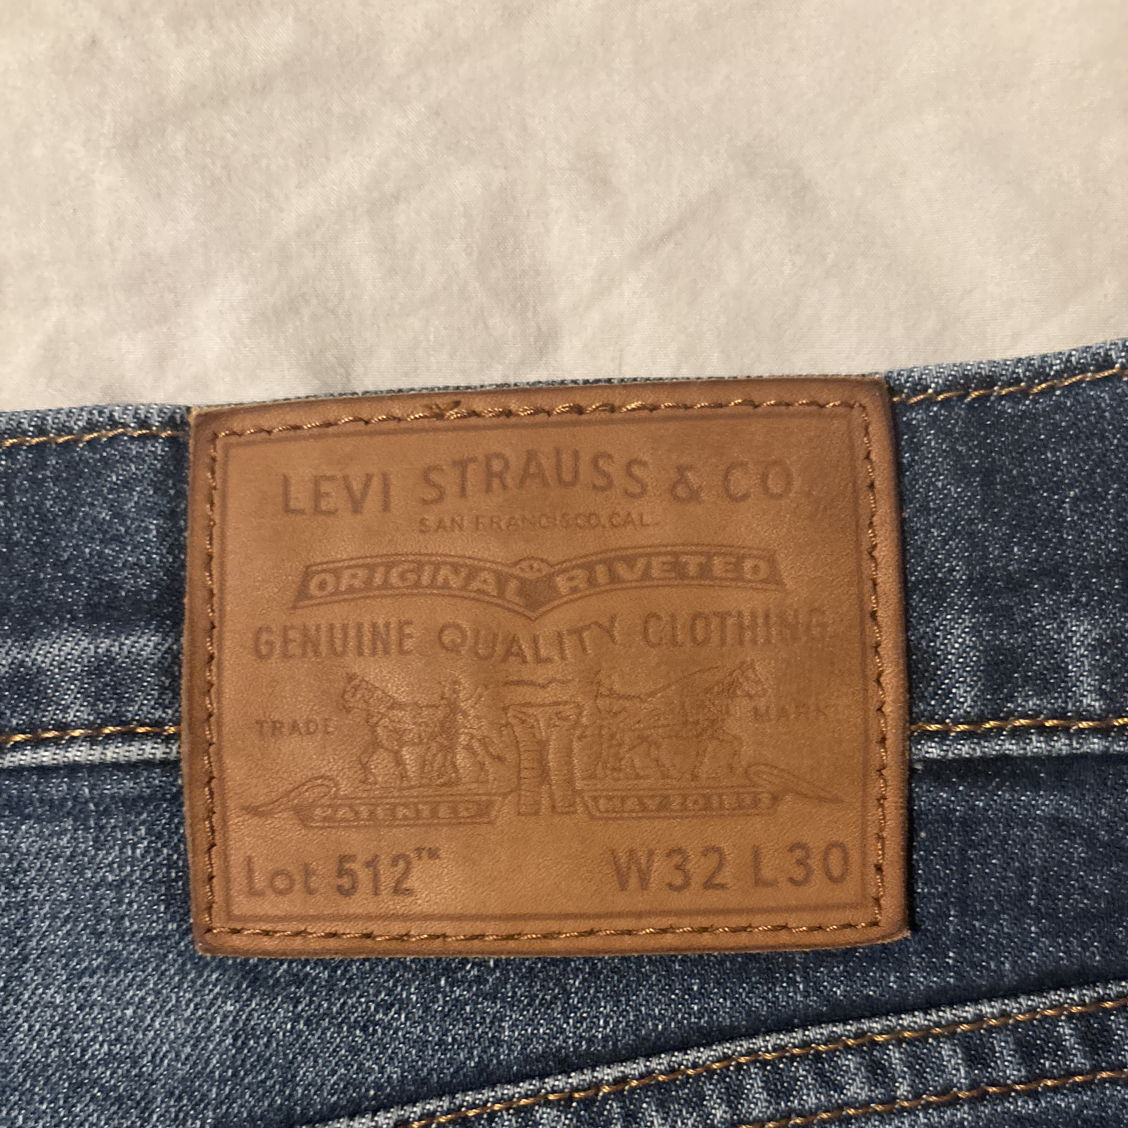 LEVI STRAUSS & CO.
SAN FRANCISCO, CAL.
ORIGINAL RIVETED
GENUINE QUALITY CLOTHING
TRADE MARK
PATENTED MAY 20 1873
Lot 512™ W32 L30